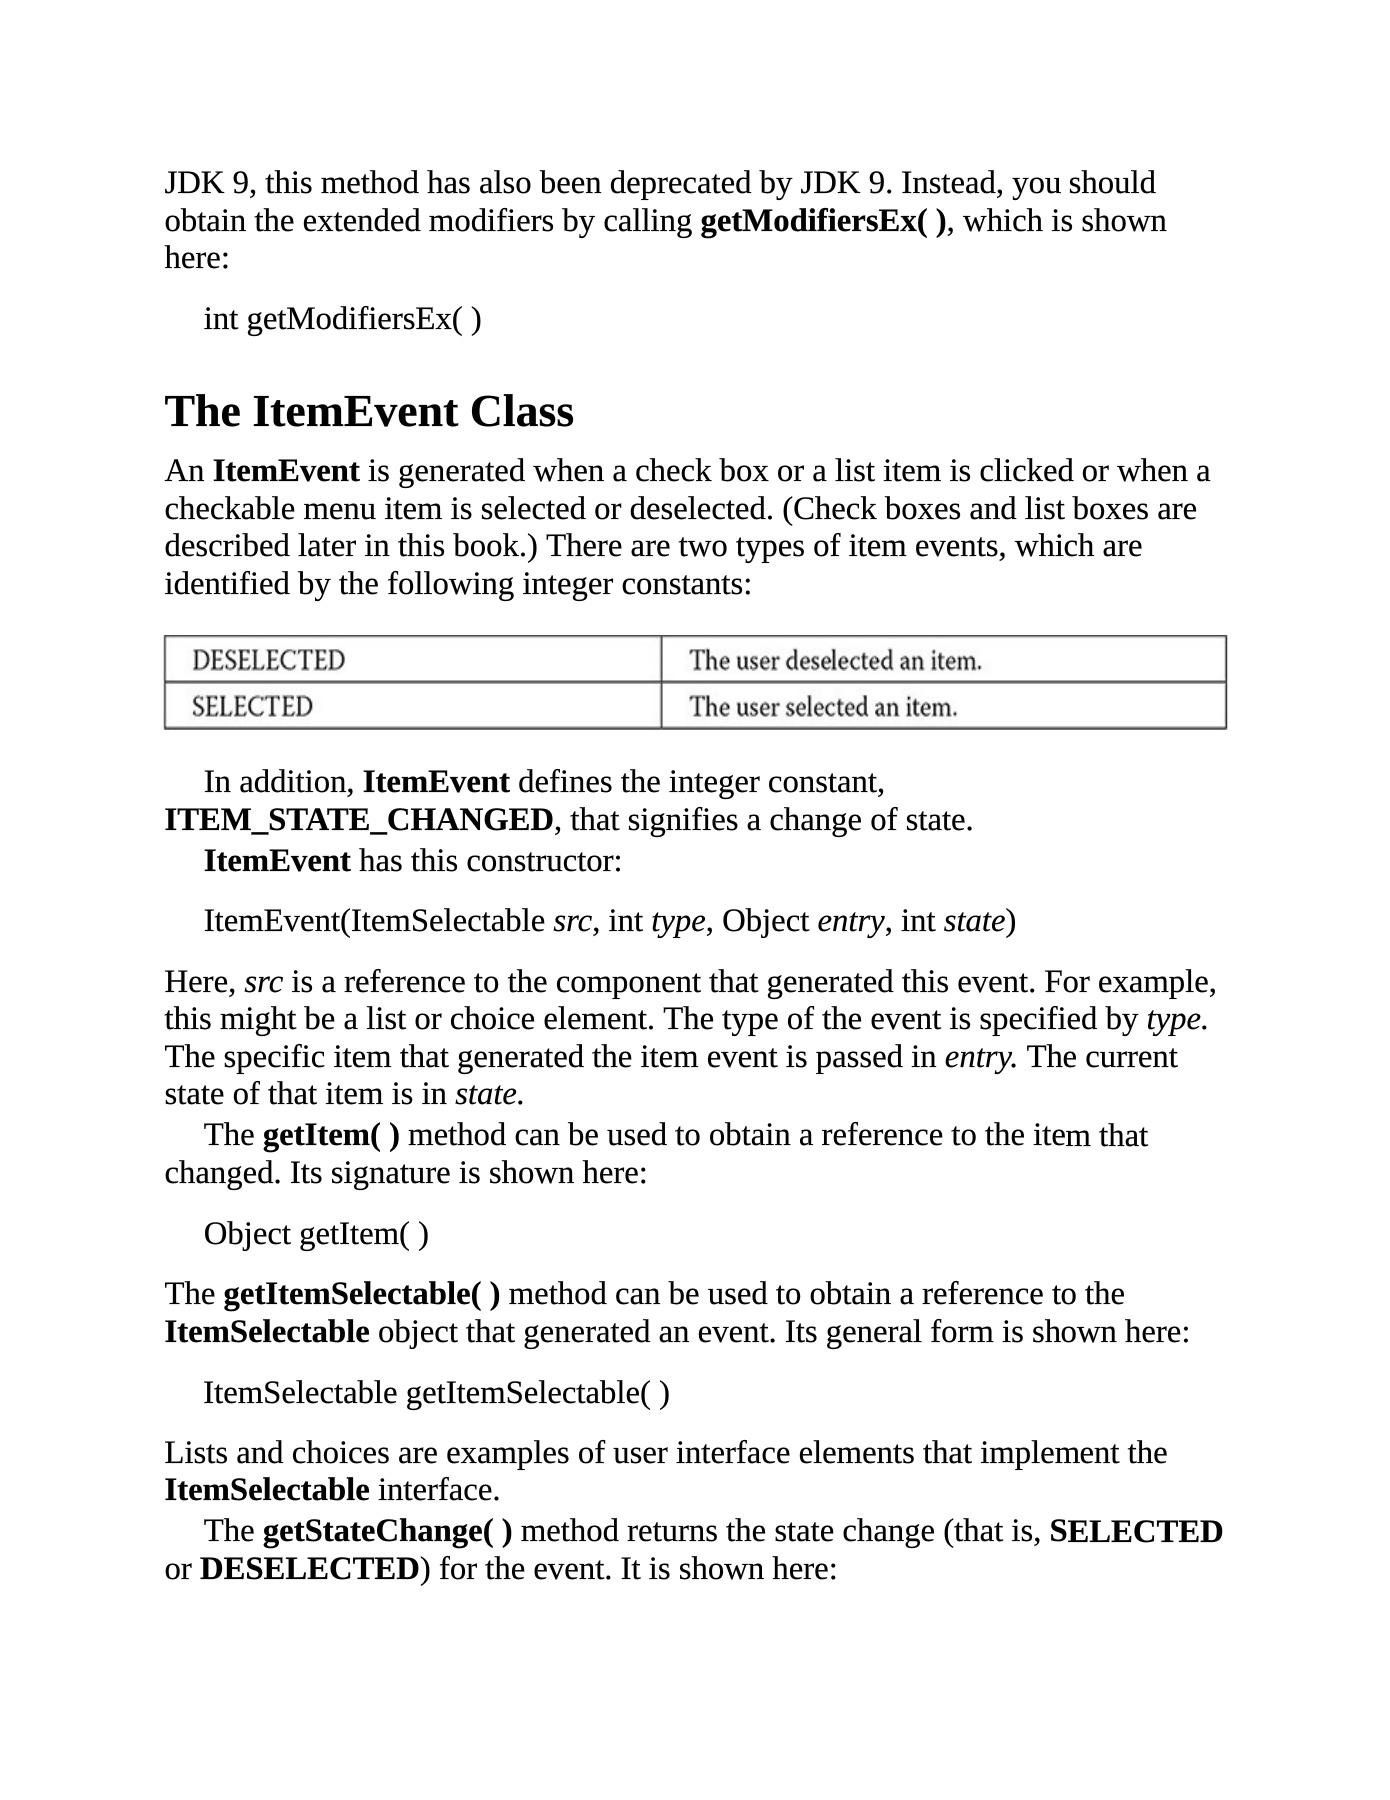 JDK 9, this method has also been deprecated by JDK 9. Instead, you should
obtain the extended modifiers by calling getModifiersEx( ), which is shown
here:
int getModifiersEx( )
The ItemEvent Class
An ItemEvent is generated when a check box or a list item is clicked or when a
checkable menu item is selected or deselected. (Check boxes and list boxes are
described later in this book.) There are two types of item events, which are
identified by the following integer constants:
DESELECTED The user deselected an item.
SELECTED The user selected an item.
In addition, ItemEvent defines the integer constant,
ITEM_STATE_CHANGED, that signifies a change of state.
ItemEvent has this constructor:
ItemEvent(ItemSelectable src, int type, Object entry, int state)
Here, src is a reference to the component that generated this event. For example,
this might be a list or choice element. The type of the event is specified by type.
The specific item that generated the item event is passed in entry. The current
state of that item is in state.
The getItem( ) method can be used to obtain a reference to the item that
changed. Its signature is shown here:
Object getItem( )
The getItemSelectable( ) method can be used to obtain a reference to the
ItemSelectable object that generated an event. Its general form is shown here:
ItemSelectable getItemSelectable( )
Lists and choices are examples of user interface elements that implement the
ItemSelectable interface.
The getStateChange( ) method returns the state change (that is, SELECTED
or DESELECTED) for the event. It is shown here: